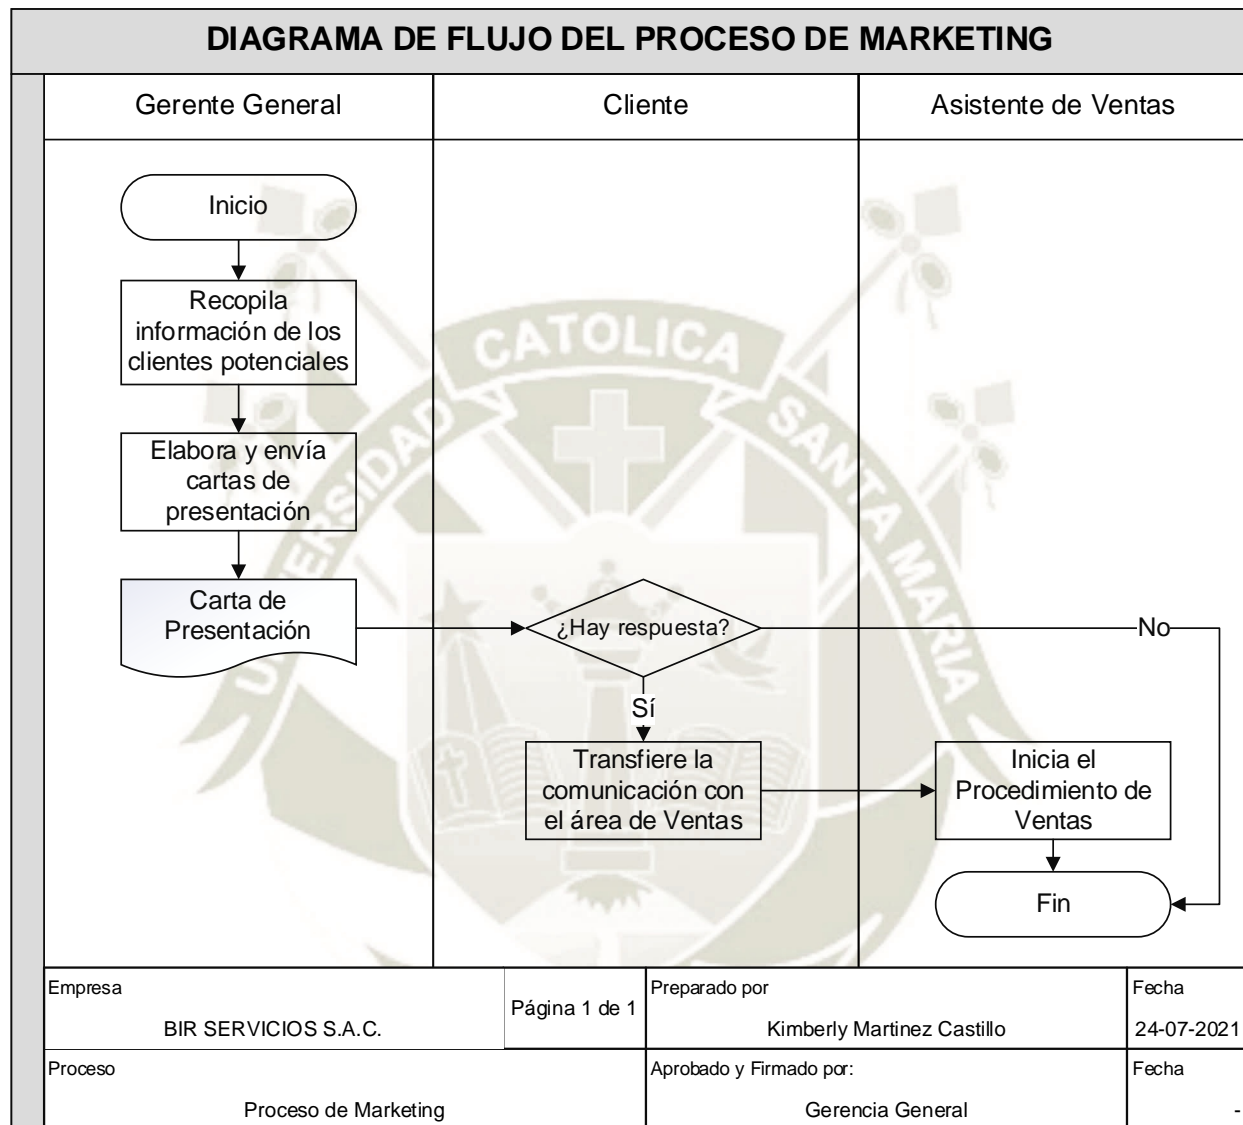 DIAGRAMA DE FLUJO DEL PROCESO DE MARKETING
Gerente General
Cliente
Asistente de Ventas
Inicio
Recopila
información de los
clientes potenciales
Elabora y envía
cartas de
presentación
Carta de
Presentación
¿Hay respuesta?
No
Sí
Transfiere la
comunicación con
el área de Ventas
Inicia el
Procedimiento de
Ventas
Fin
UNIVERSIDAD CATOLICA SANTA MARIA
Empresa
BIR SERVICIOS S.A.C.
Página 1 de 1
Preparado por
Kimberly Martinez Castillo
Fecha
24-07-2021
Proceso
Proceso de Marketing
Aprobado y Firmado por:
Gerencia General
Fecha
-